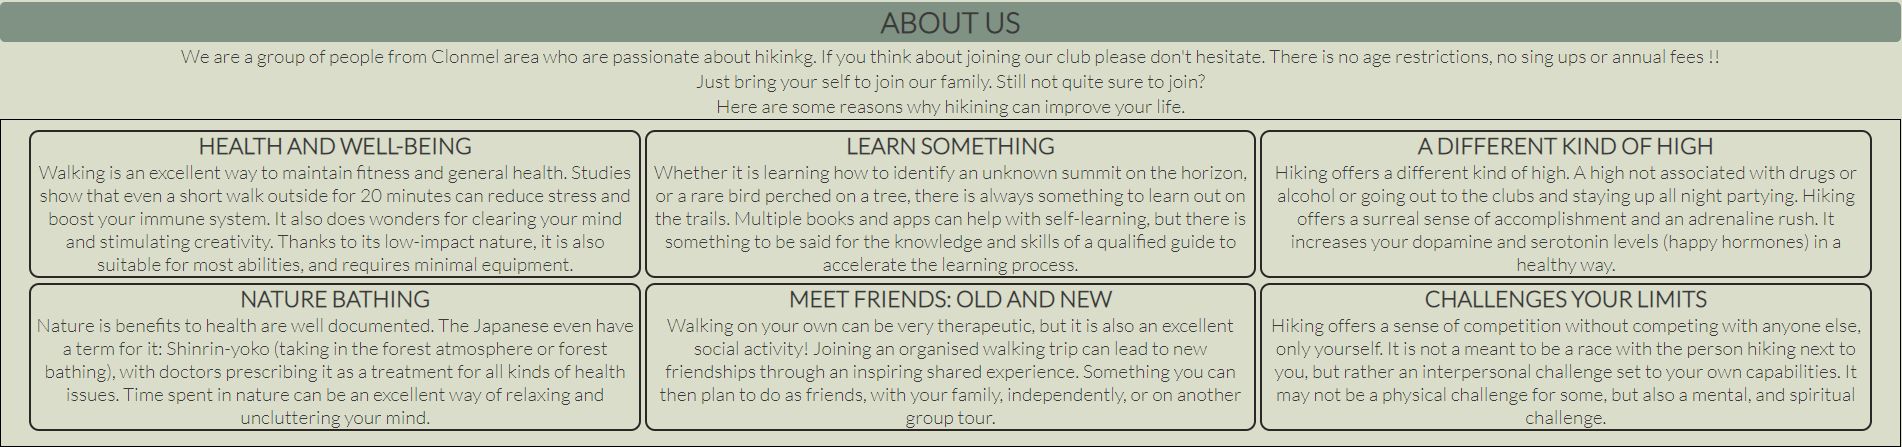 ABOUT US
We are a group of people from Clonmel area who are passionate about hikinkg. If you think about joining our club please don't hesitate. There is no age restrictions, no sing ups or annual fees !!
Just bring your self to join our family. Still not quite sure to join?
Here are some reasons why hikining can improve your life.
HEALTH AND WELL-BEING
Walking is an excellent way to maintain fitness and general health. Studies
show that even a short walk outside for 20 minutes can reduce stress and
boost your immune system. It also does wonders for clearing your mind
and stimulating creativity. Thanks to its low-impact nature, it is also
suitable for most abilities, and requires minimal equipment.
LEARN SOMETHING
Whether it is learning how to identify an unknown summit on the horizon,
or a rare bird perched on a tree, there is always something to learn out on
the trails. Multiple books and apps can help with self-learning, but there is
something to be said for the knowledge and skills of a qualified guide to
accelerate the learning process.
A DIFFERENT KIND OF HIGH
Hiking offers a different kind of high. A high not associated with drugs or
alcohol or going out to the clubs and staying up all night partying. Hiking
offers a surreal sense of accomplishment and an adrenaline rush. It
increases your dopamine and serotonin levels (happy hormones) in a
healthy way.
NATURE BATHING
Nature is benefits to health are well documented. The Japanese even have
a term for it: Shinrin-yoko (taking in the forest atmosphere or forest
bathing), with doctors prescribing it as a treatment for all kinds of health
issues. Time spent in nature can be an excellent way of relaxing and
uncluttering your mind.
MEET FRIENDS: OLD AND NEW
Walking on your own can be very therapeutic, but it is also an excellent
social activity! Joining an organised walking trip can lead to new
friendships through an inspiring shared experience. Something you can
then plan to do as friends, with your family, independently, or on another
group tour.
CHALLENGES YOUR LIMITS
Hiking offers a sense of competition without competing with anyone else,
only yourself. It is not a meant to be a race with the person hiking next to
you, but rather an interpersonal challenge set to your own capabilities. It
may not be a physical challenge for some, but also a mental, and spiritual
challenge.